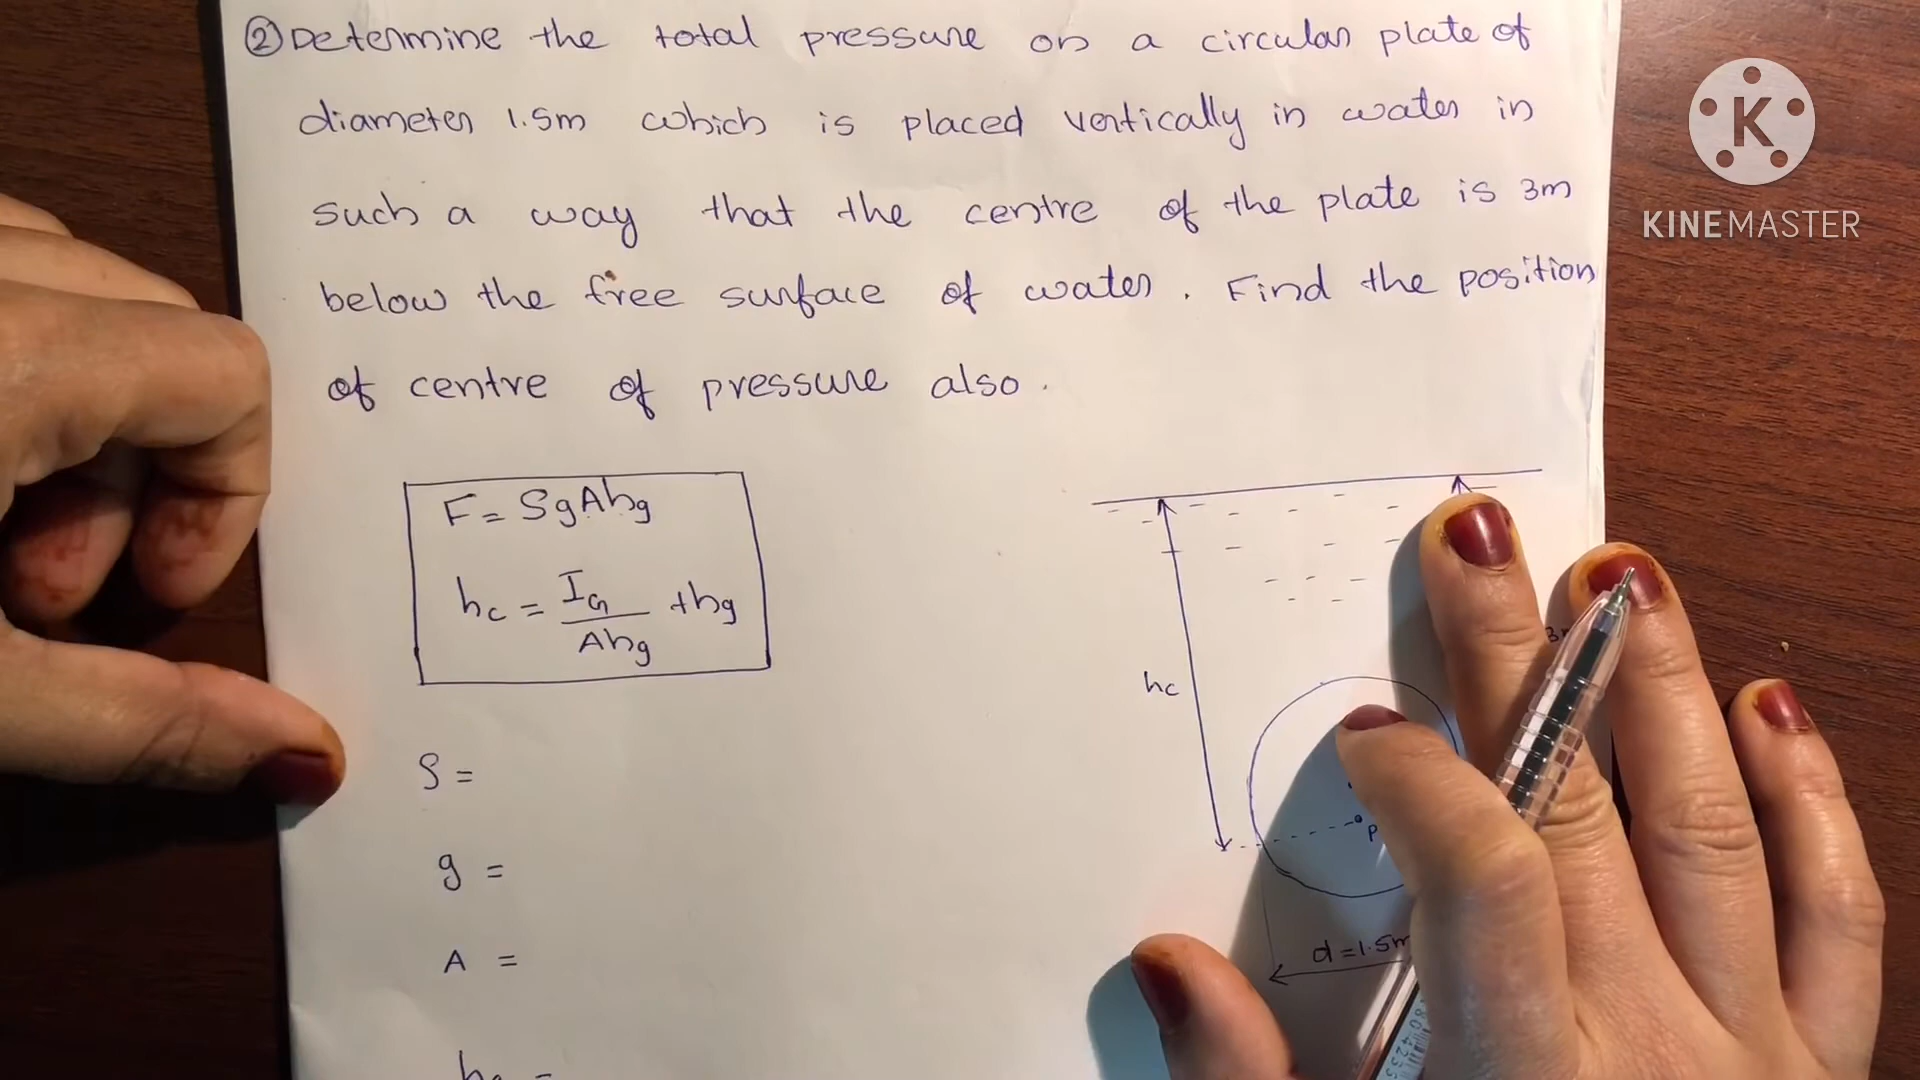 ② Determine the total pressure on a circular plate of
diameter 1.5m which is placed vertically in water in
such a way that the centre of the plate is 3m
below the free surface of water. Find the position
of centre of pressure also.
F = ρgAhg
hc = IG / Ahg + hg
ρ =
g =
A =
hc
P
d = 1.5m
K
KINEMASTER